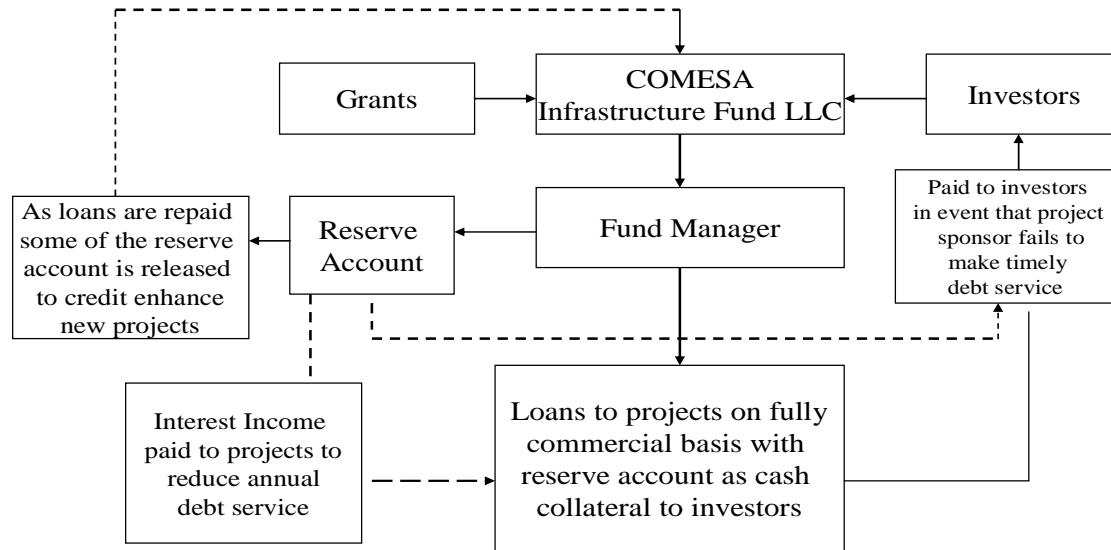 COMESA
Infrastructure Fund LLC
Grants
Investors
Paid to investors
in event that project
sponsor fails to
make timely
debt service
As loans are repaid
some of the reserve
account is released
to credit enhance
new projects
Reserve
Account
Fund Manager
Interest Income
paid to projects to
reduce annual
debt service
Loans to projects on fully
commercial basis with
reserve account as cash
collateral to investors